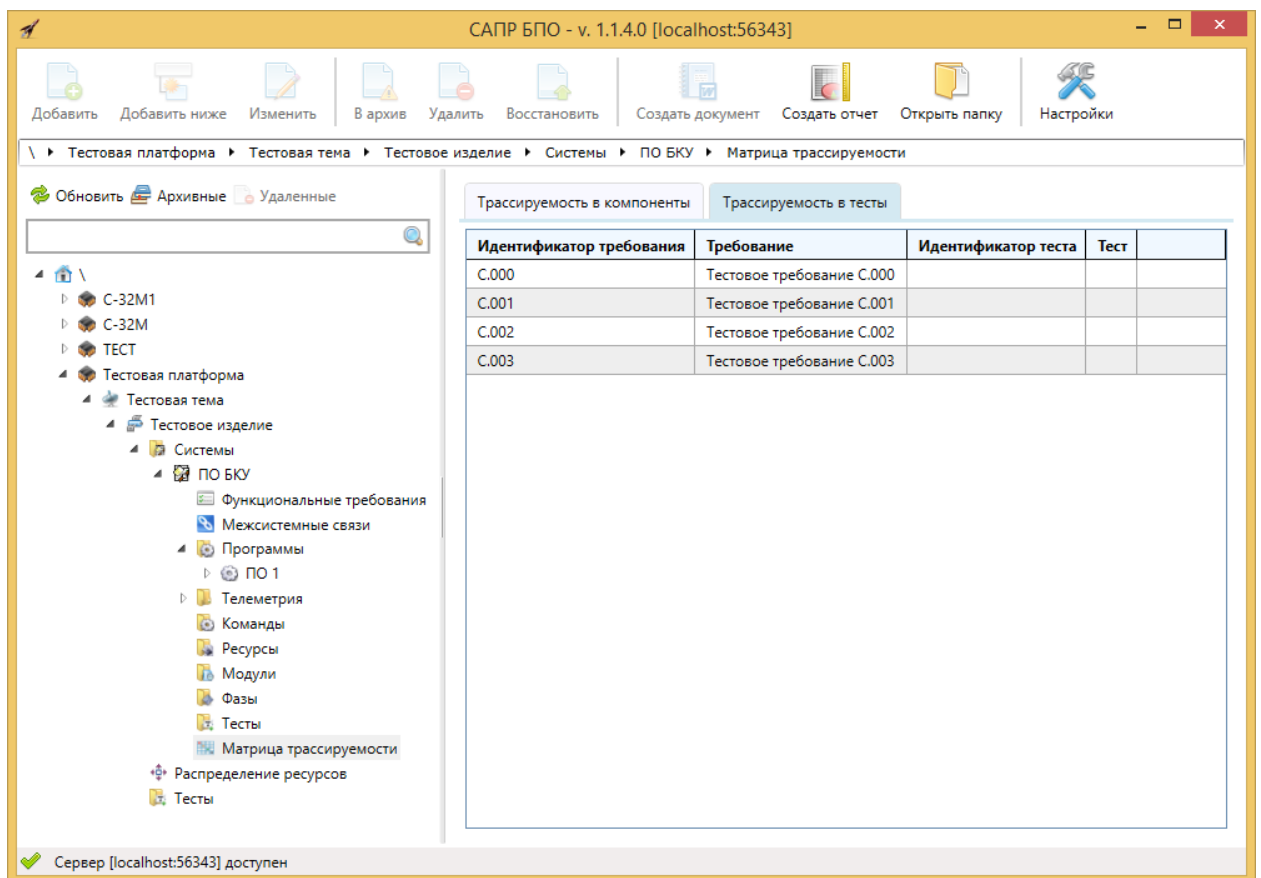 САПР БПО - v. 1.1.4.0 [localhost:56343]
Добавить Добавить ниже Изменить В архив Удалить Восстановить Создать документ Создать отчет Открыть папку Настройки
\ Тестовая платформа Тестовая тема Тестовое изделие Системы ПО БКУ Матрица трассируемости
Обновить Архивные Удаленные
\
С-32М1
С-32М
ТЕСТ
Тестовая платформа
Тестовая тема
Тестовое изделие
Системы
ПО БКУ
Функциональные требования
Межсистемные связи
Программы
ПО 1
Телеметрия
Команды
Ресурсы
Модули
Фазы
Тесты
Матрица трассируемости
Распределение ресурсов
Тесты
Трассируемость в компоненты Трассируемость в тесты
Идентификатор требования Требование Идентификатор теста Тест
С.000 Тестовое требование С.000
С.001 Тестовое требование С.001
С.002 Тестовое требование С.002
С.003 Тестовое требование С.003
Сервер [localhost:56343] доступен